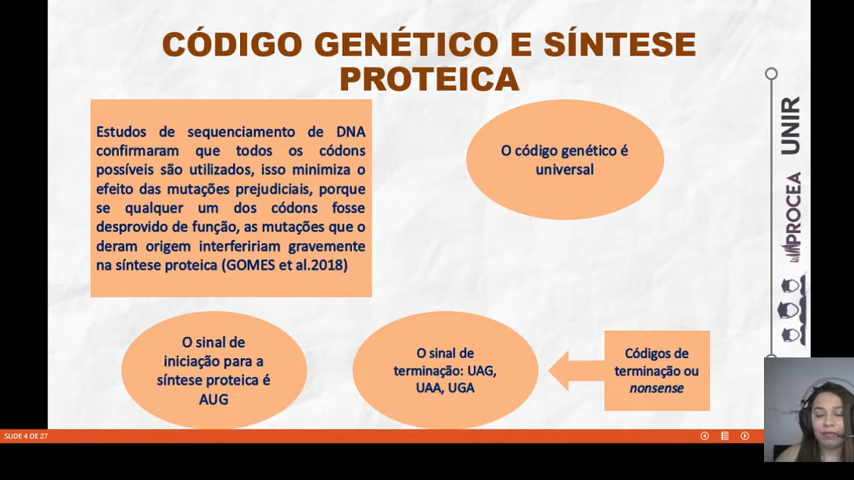 CÓDIGO GENÉTICO E SÍNTESE
PROTEICA
Estudos de sequenciamento de DNA
confirmaram que todos os códons
possíveis são utilizados, isso minimiza o
efeito das mutações prejudiciais, porque
se qualquer um dos códons fosse
desprovido de função, as mutações que o
deram origem interfeririam gravemente
na síntese proteica (GOMES et al.2018)
O código genético é
universal
O sinal de
iniciação para a
síntese proteica é
AUG
O sinal de
terminação: UAG,
UAA, UGA
Códigos de
terminação ou
nonsense
PROCEA UNIR
SLIDE 4 DE 27